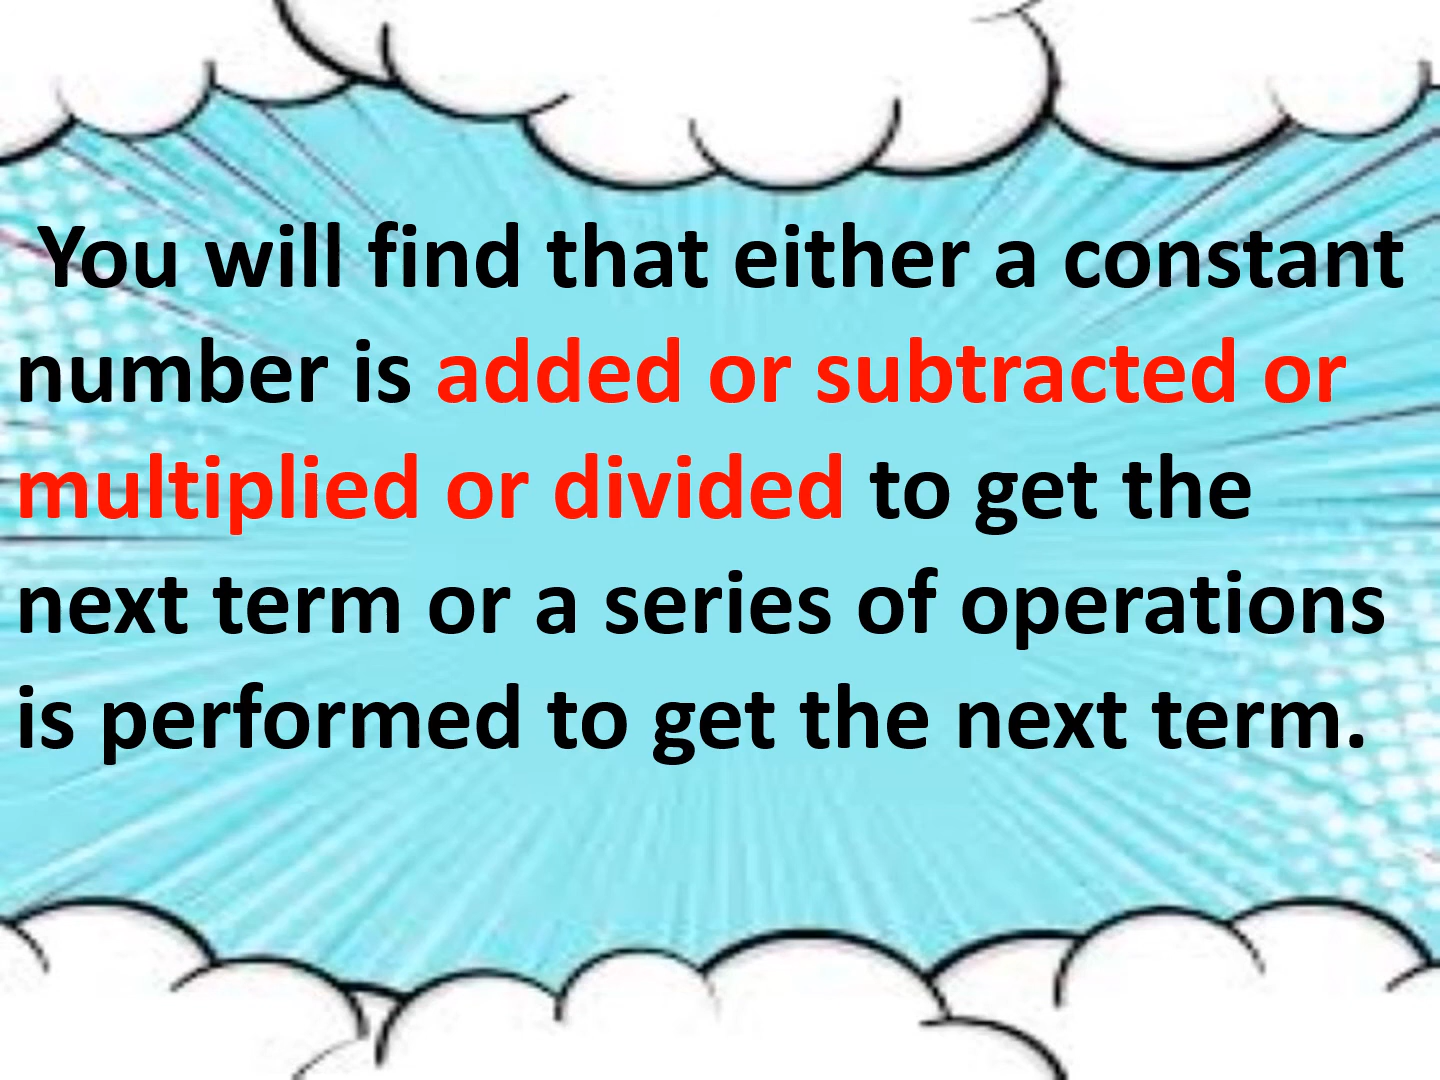 You will find that either a constant
number is added or subtracted or
multiplied or divided to get the
next term or a series of operations
is performed to get the next term.